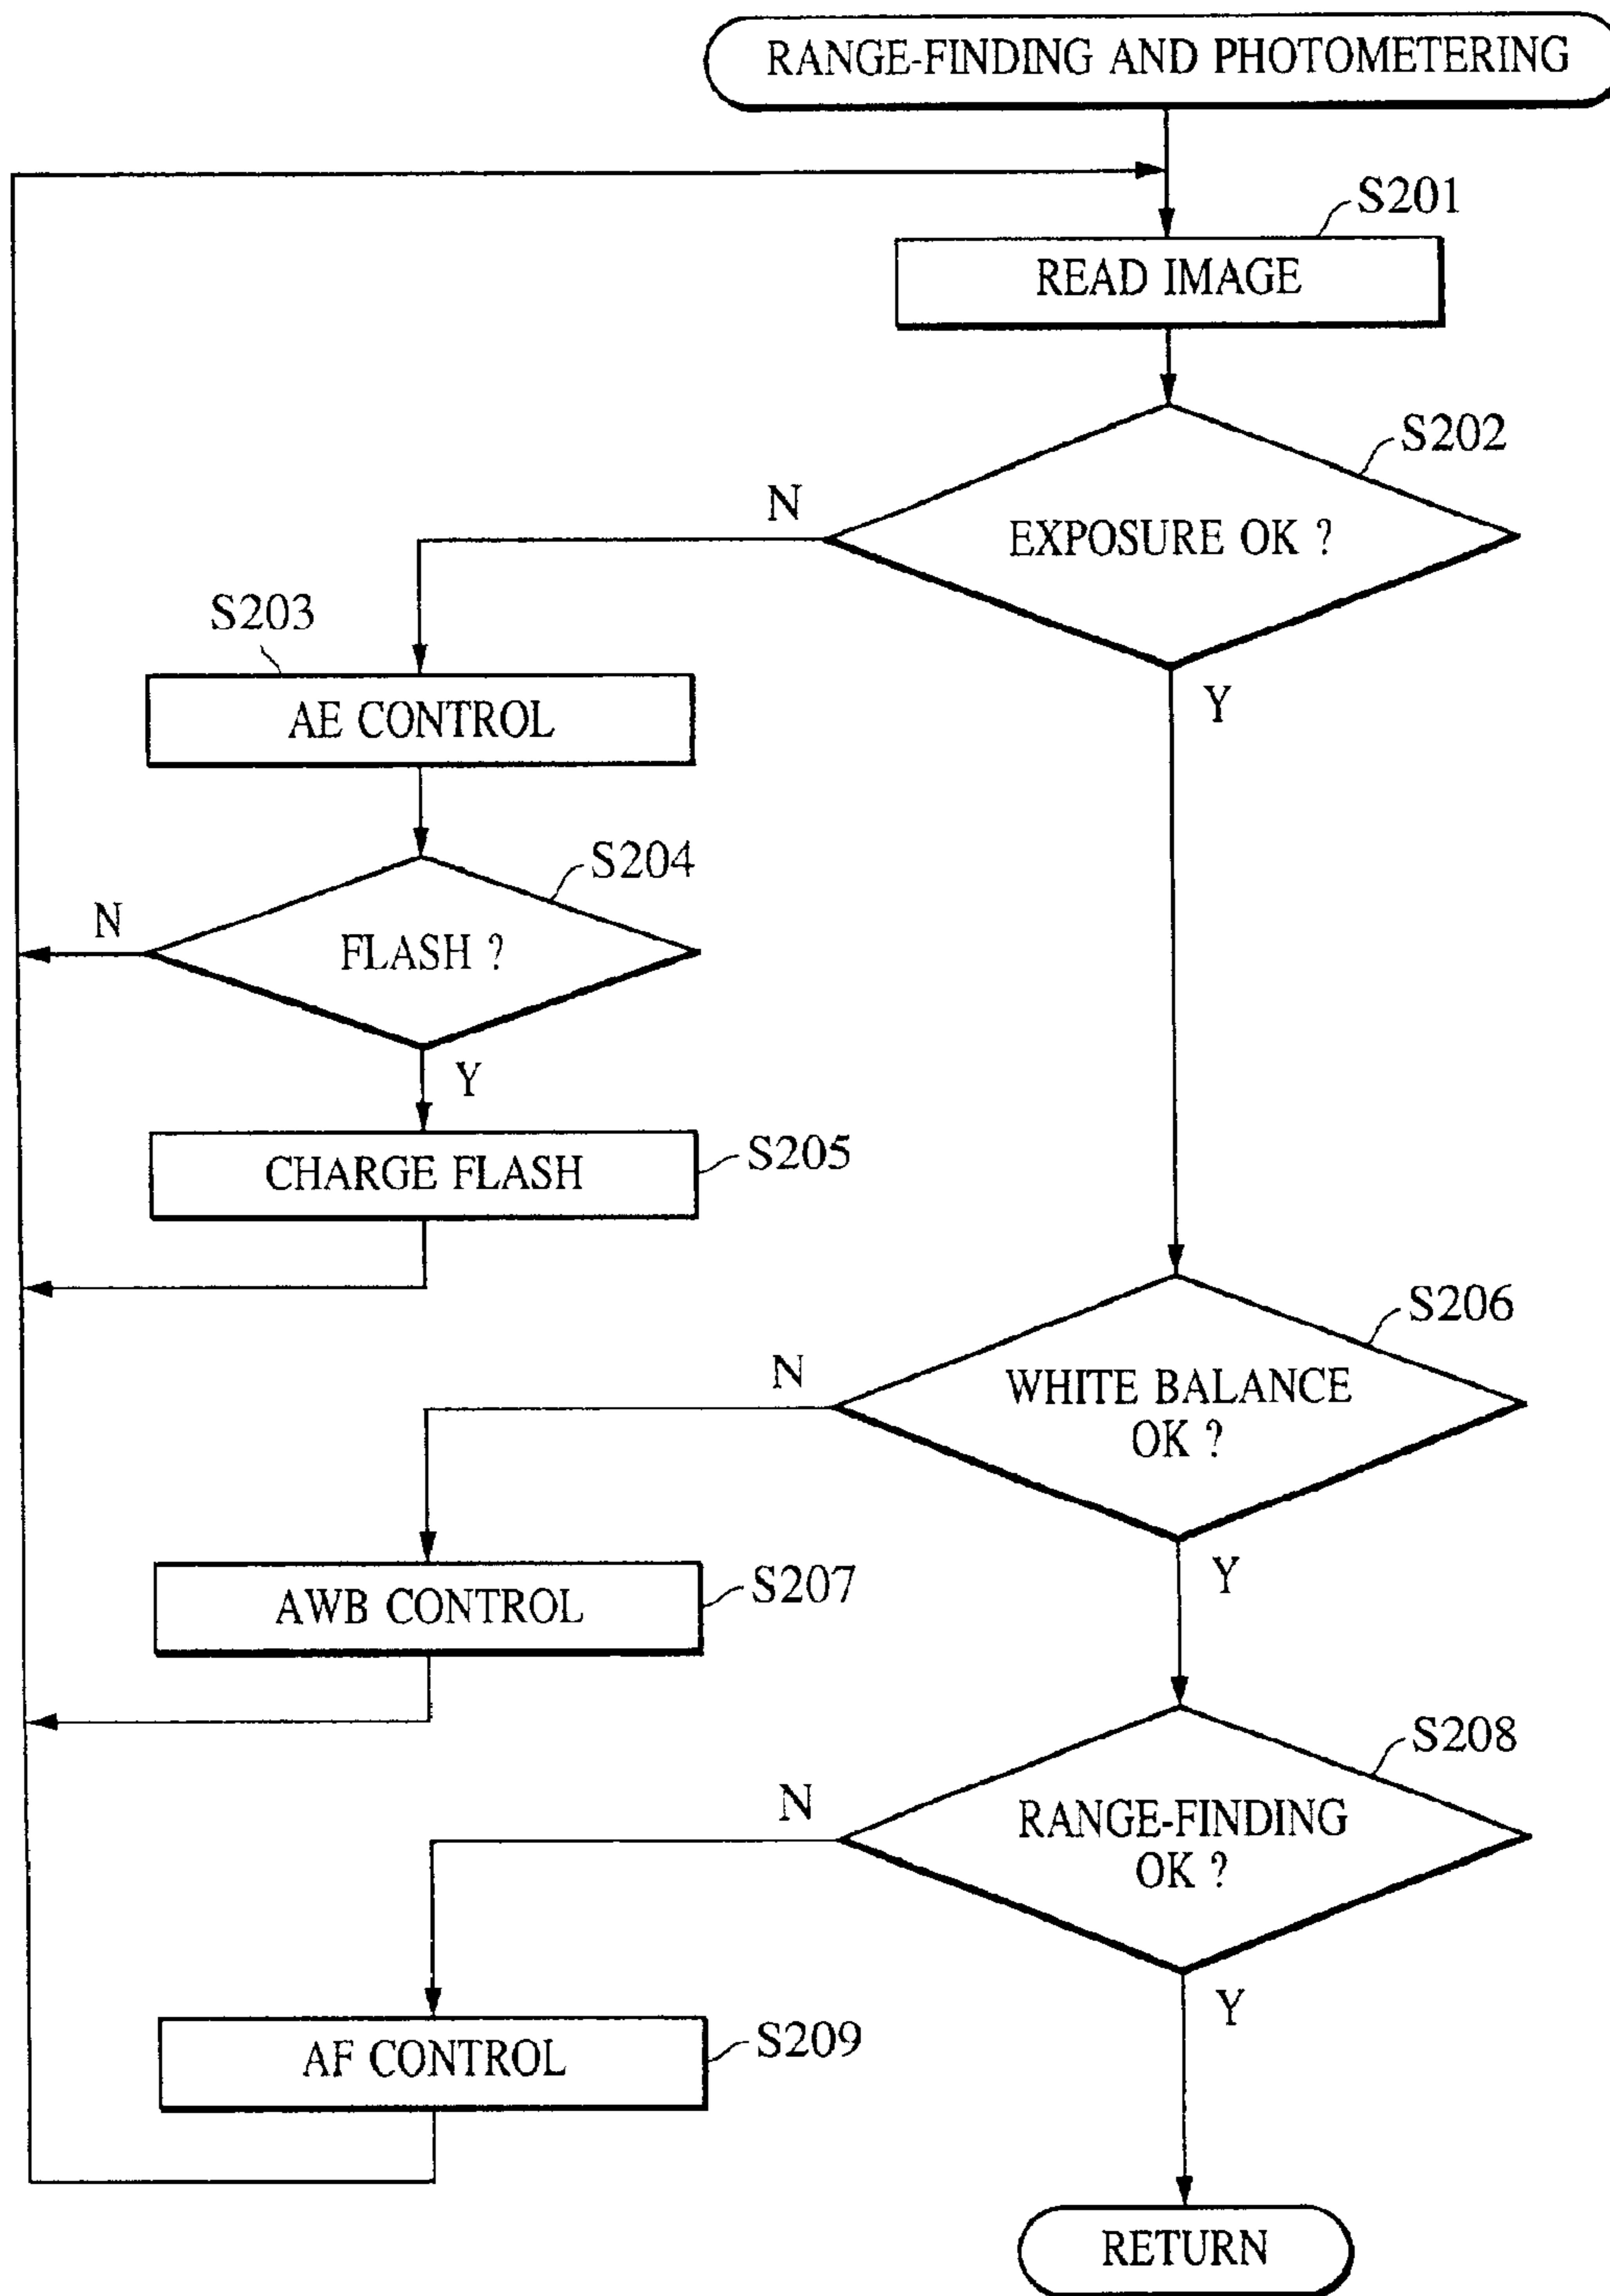 RANGE-FINDING AND PHOTOMETERING
S201
READ IMAGE
S202
N
EXPOSURE OK ?
Y
S203
AE CONTROL
S204
N
FLASH ?
Y
CHARGE FLASH
S205
S206
N
WHITE BALANCE
OK ?
Y
AWB CONTROL
S207
S208
N
RANGE-FINDING
OK ?
Y
AF CONTROL
S209
RETURN